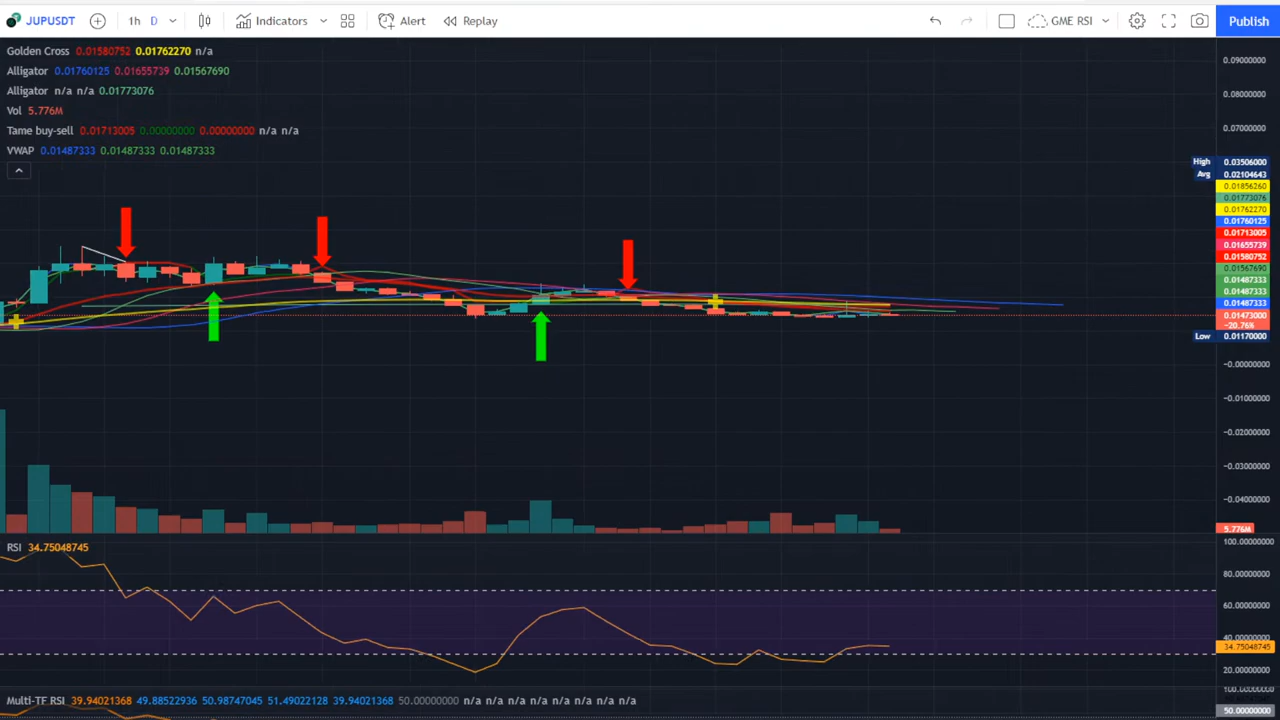 JUPUSDT 1h D Indicators Alert Replay GME RSI Publish
Golden Cross 0.01580752 0.01762270 n/a
Alligator 0.01760125 0.01655739 0.01567690
Alligator n/a n/a 0.01773076
Vol 5.776M
Tame buy-sell 0.01713005 0.00000000 0.00000000 n/a n/a
VWAP 0.01487333 0.01487333 0.01487333
0.09000000
0.08000000
0.07000000
High 0.03506000
Avg 0.02104643
0.01856260
0.01773076
0.01762270
0.01760125
0.01713005
0.01655739
0.01580752
0.01567690
0.01487333
0.01487333
0.01487333
0.01473000
-20.76%
Low 0.01170000
-0.00000000
-0.01000000
-0.02000000
-0.03000000
-0.04000000
5.776M
RSI 34.75048745
100.00000000
80.00000000
60.00000000
40.00000000
34.75048745
20.00000000
Multi-TF RSI 39.94021368 49.88522936 50.98747045 51.49022128 39.94021368 50.00000000 n/a n/a n/a n/a n/a n/a n/a n/a
100.00000000
50.00000000